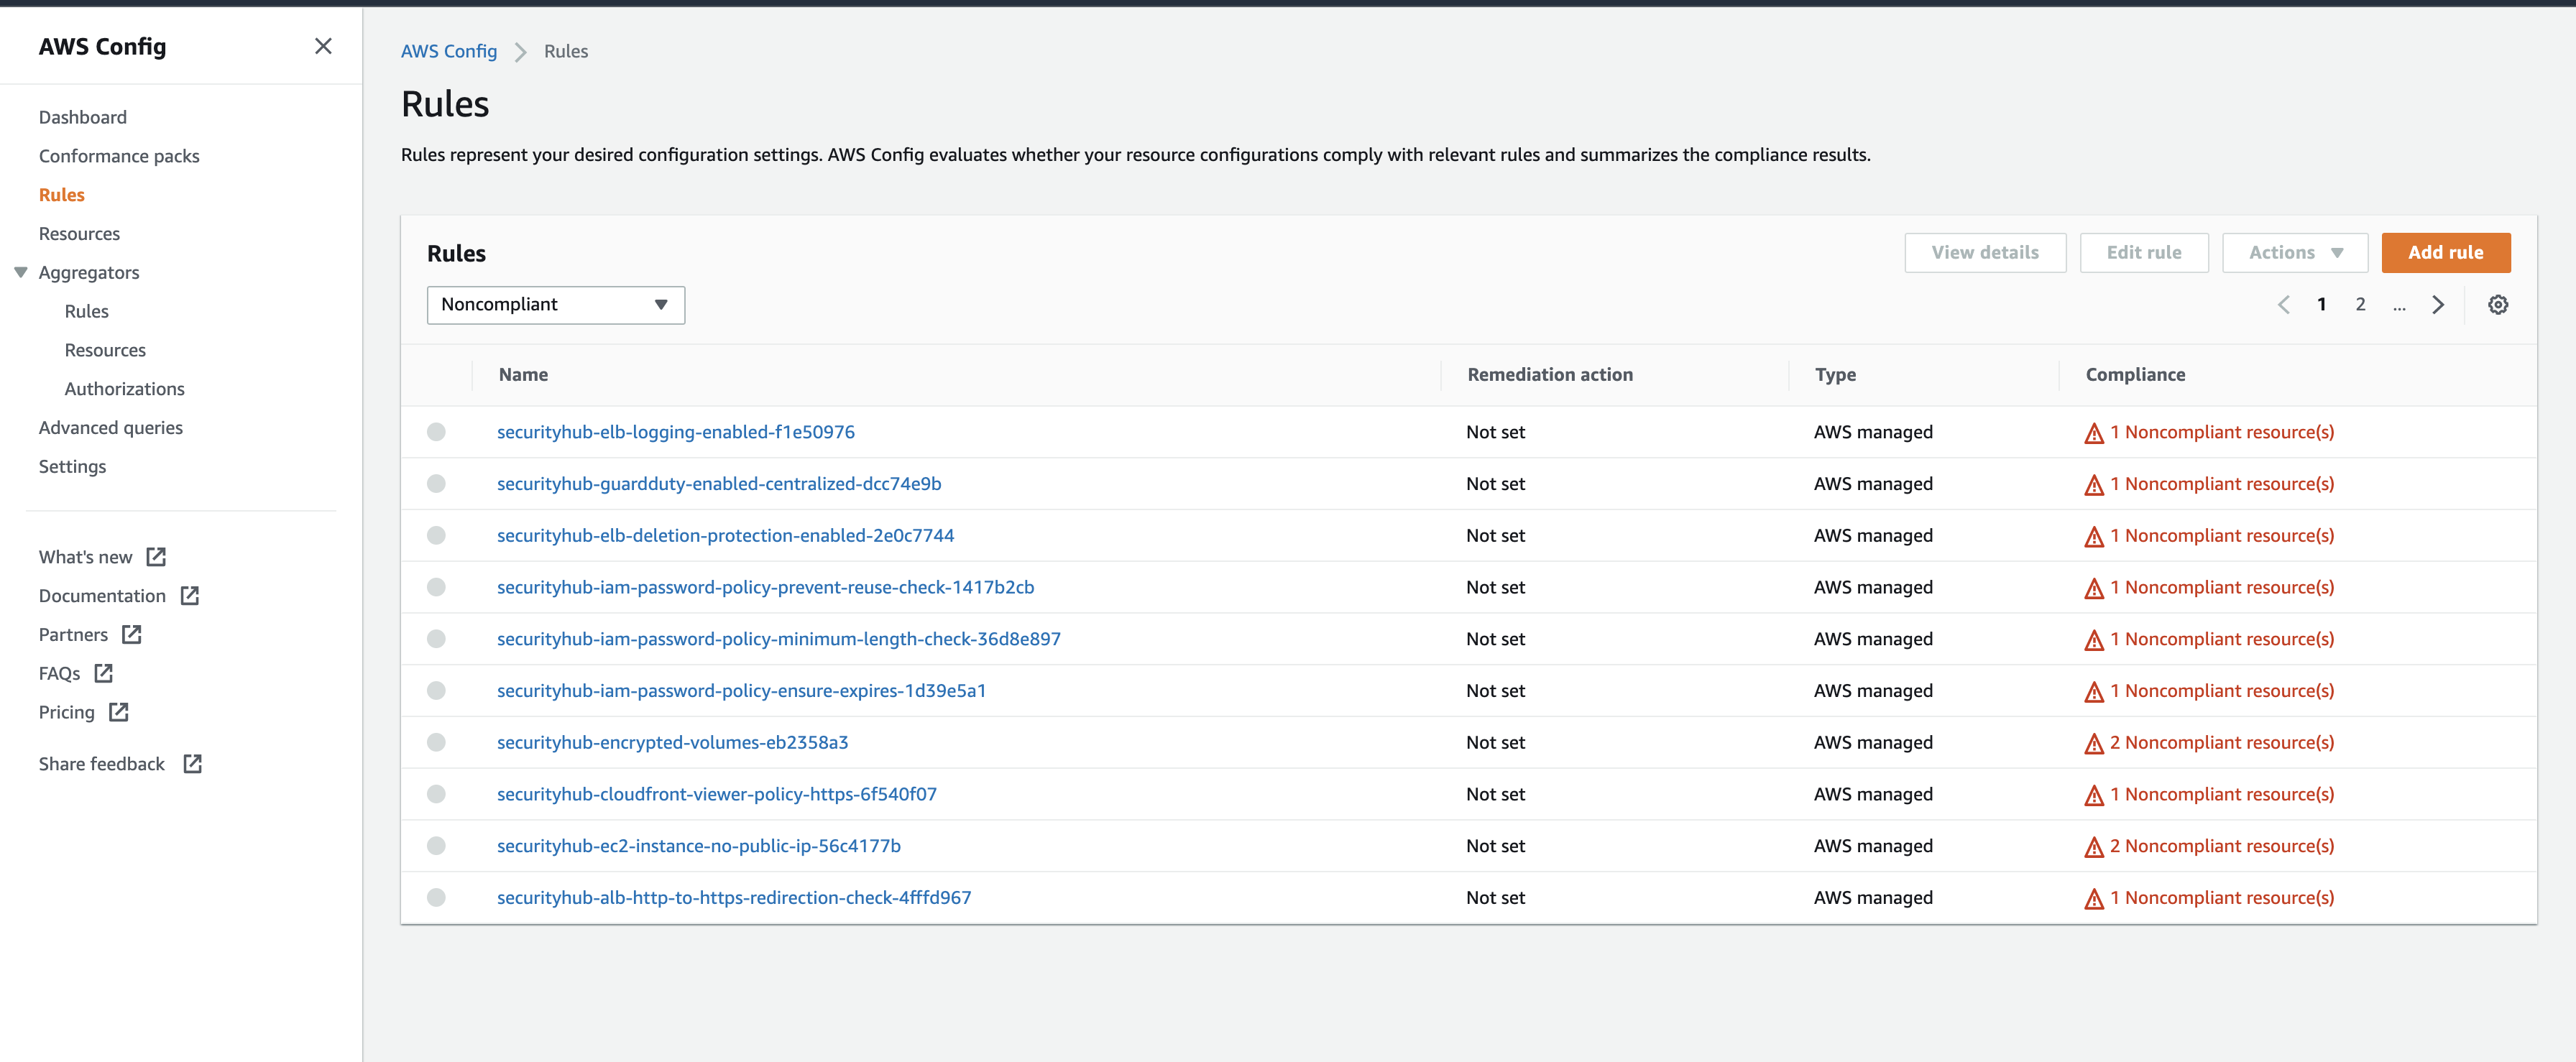 AWS Config
Dashboard
Conformance packs
Rules
Resources
Aggregators
Rules
Resources
Authorizations
Advanced queries
Settings
What's new
Documentation
Partners
FAQs
Pricing
Share feedback
AWS Config Rules
Rules
Rules represent your desired configuration settings. AWS Config evaluates whether your resource configurations comply with relevant rules and summarizes the compliance results.
Rules View details Edit rule Actions Add rule
Noncompliant 1 2 ...
Name Remediation action Type Compliance
securityhub-elb-logging-enabled-f1e50976 Not set AWS managed 1 Noncompliant resource(s)
securityhub-guardduty-enabled-centralized-dcc74e9b Not set AWS managed 1 Noncompliant resource(s)
securityhub-elb-deletion-protection-enabled-2e0c7744 Not set AWS managed 1 Noncompliant resource(s)
securityhub-iam-password-policy-prevent-reuse-check-1417b2cb Not set AWS managed 1 Noncompliant resource(s)
securityhub-iam-password-policy-minimum-length-check-36d8e897 Not set AWS managed 1 Noncompliant resource(s)
securityhub-iam-password-policy-ensure-expires-1d39e5a1 Not set AWS managed 1 Noncompliant resource(s)
securityhub-encrypted-volumes-eb2358a3 Not set AWS managed 2 Noncompliant resource(s)
securityhub-cloudfront-viewer-policy-https-6f540f07 Not set AWS managed 1 Noncompliant resource(s)
securityhub-ec2-instance-no-public-ip-56c4177b Not set AWS managed 2 Noncompliant resource(s)
securityhub-alb-http-to-https-redirection-check-4fffd967 Not set AWS managed 1 Noncompliant resource(s)